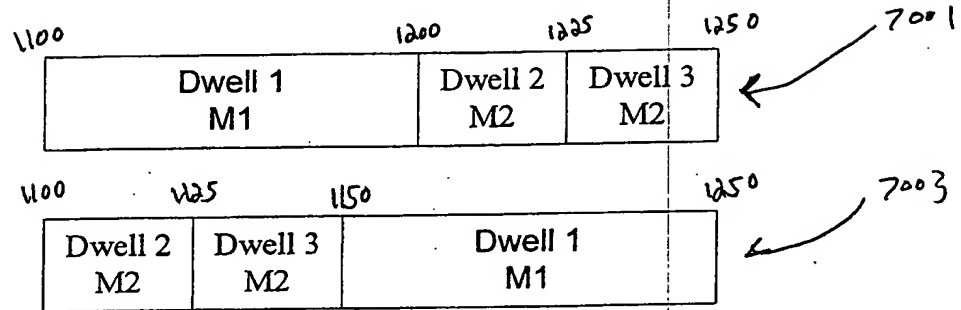 1100 1200 1225 1250 7001
Dwell 1 Dwell 2 Dwell 3
M1 M2 M2
1100 1125 1150 1250 7003
Dwell 2 Dwell 3 Dwell 1
M2 M2 M1